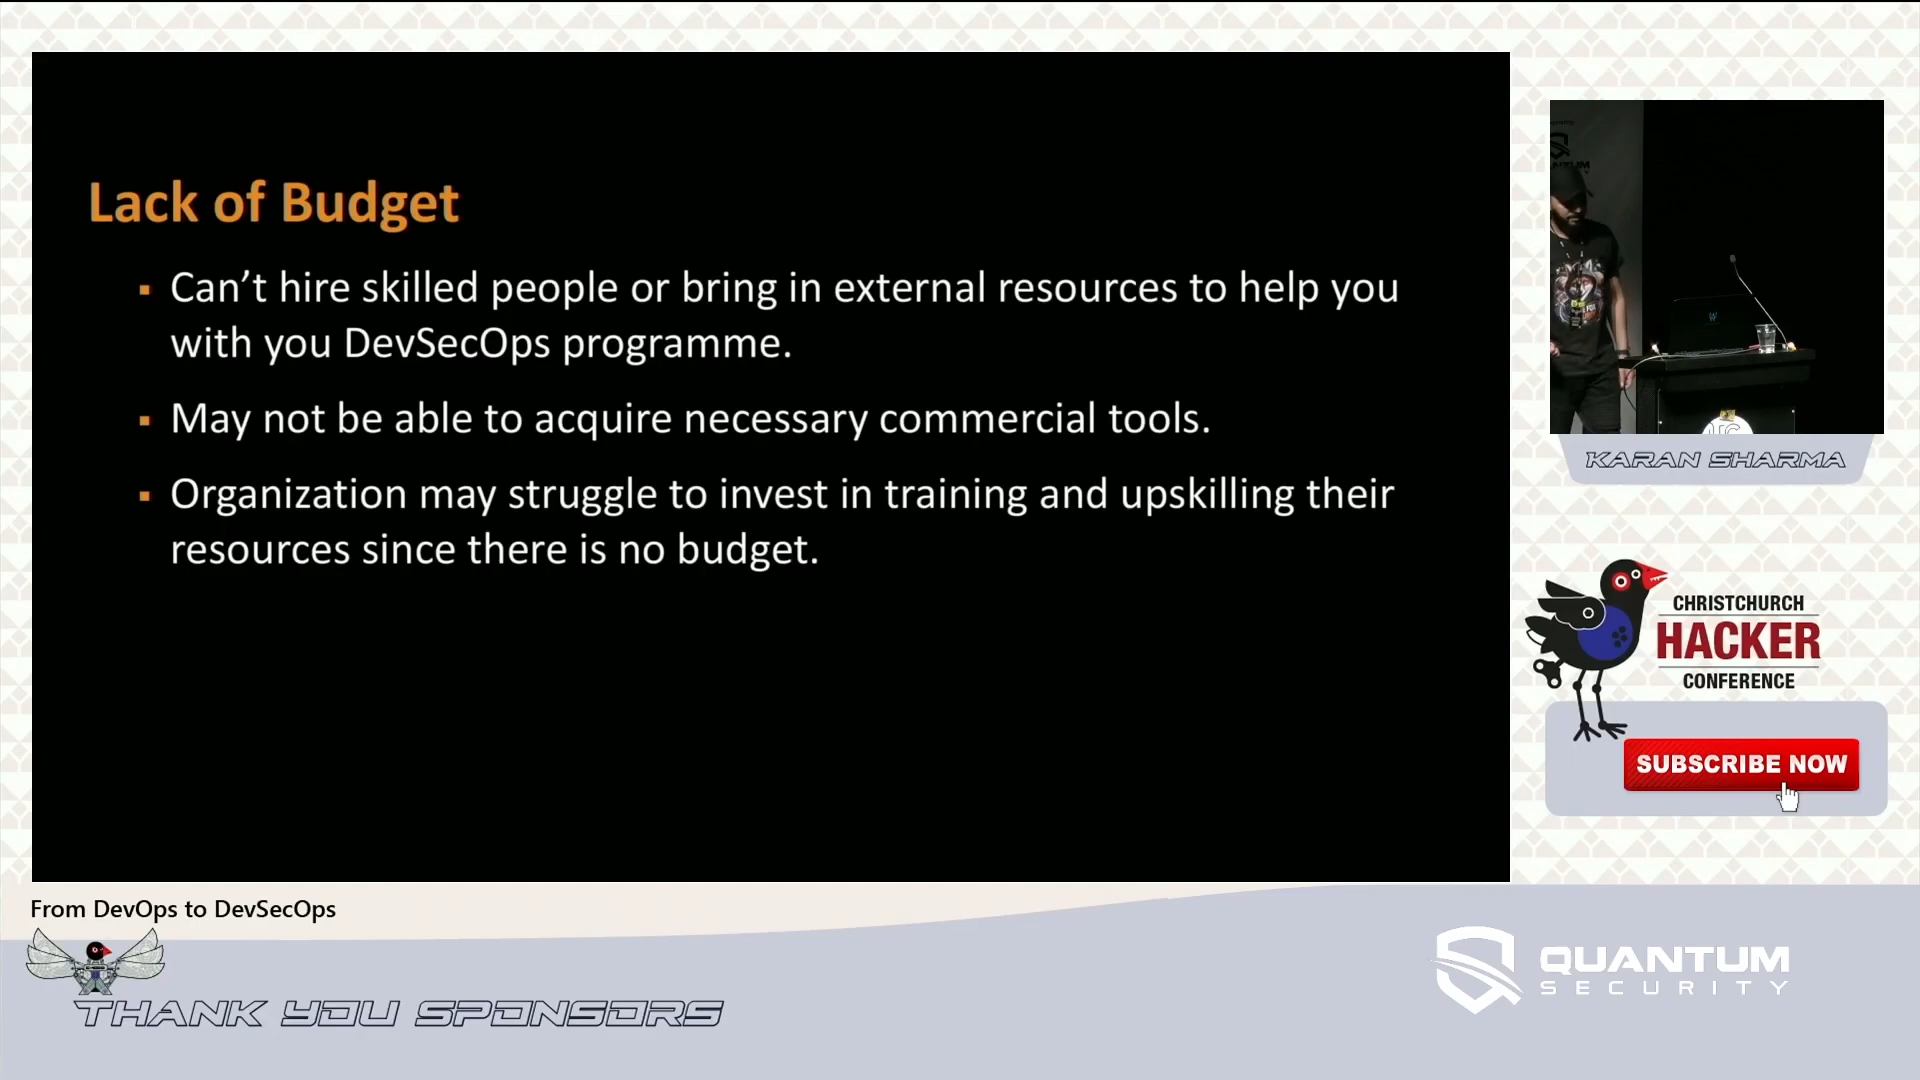 Lack of Budget
▪ Can’t hire skilled people or bring in external resources to help you
with you DevSecOps programme.
▪ May not be able to acquire necessary commercial tools.
▪ Organization may struggle to invest in training and upskilling their
resources since there is no budget.
KARAN SHARMA
CHRISTCHURCH
HACKER
CONFERENCE
SUBSCRIBE NOW
From DevOps to DevSecOps
THANK YOU SPONSORS
QUANTUM
SECURITY